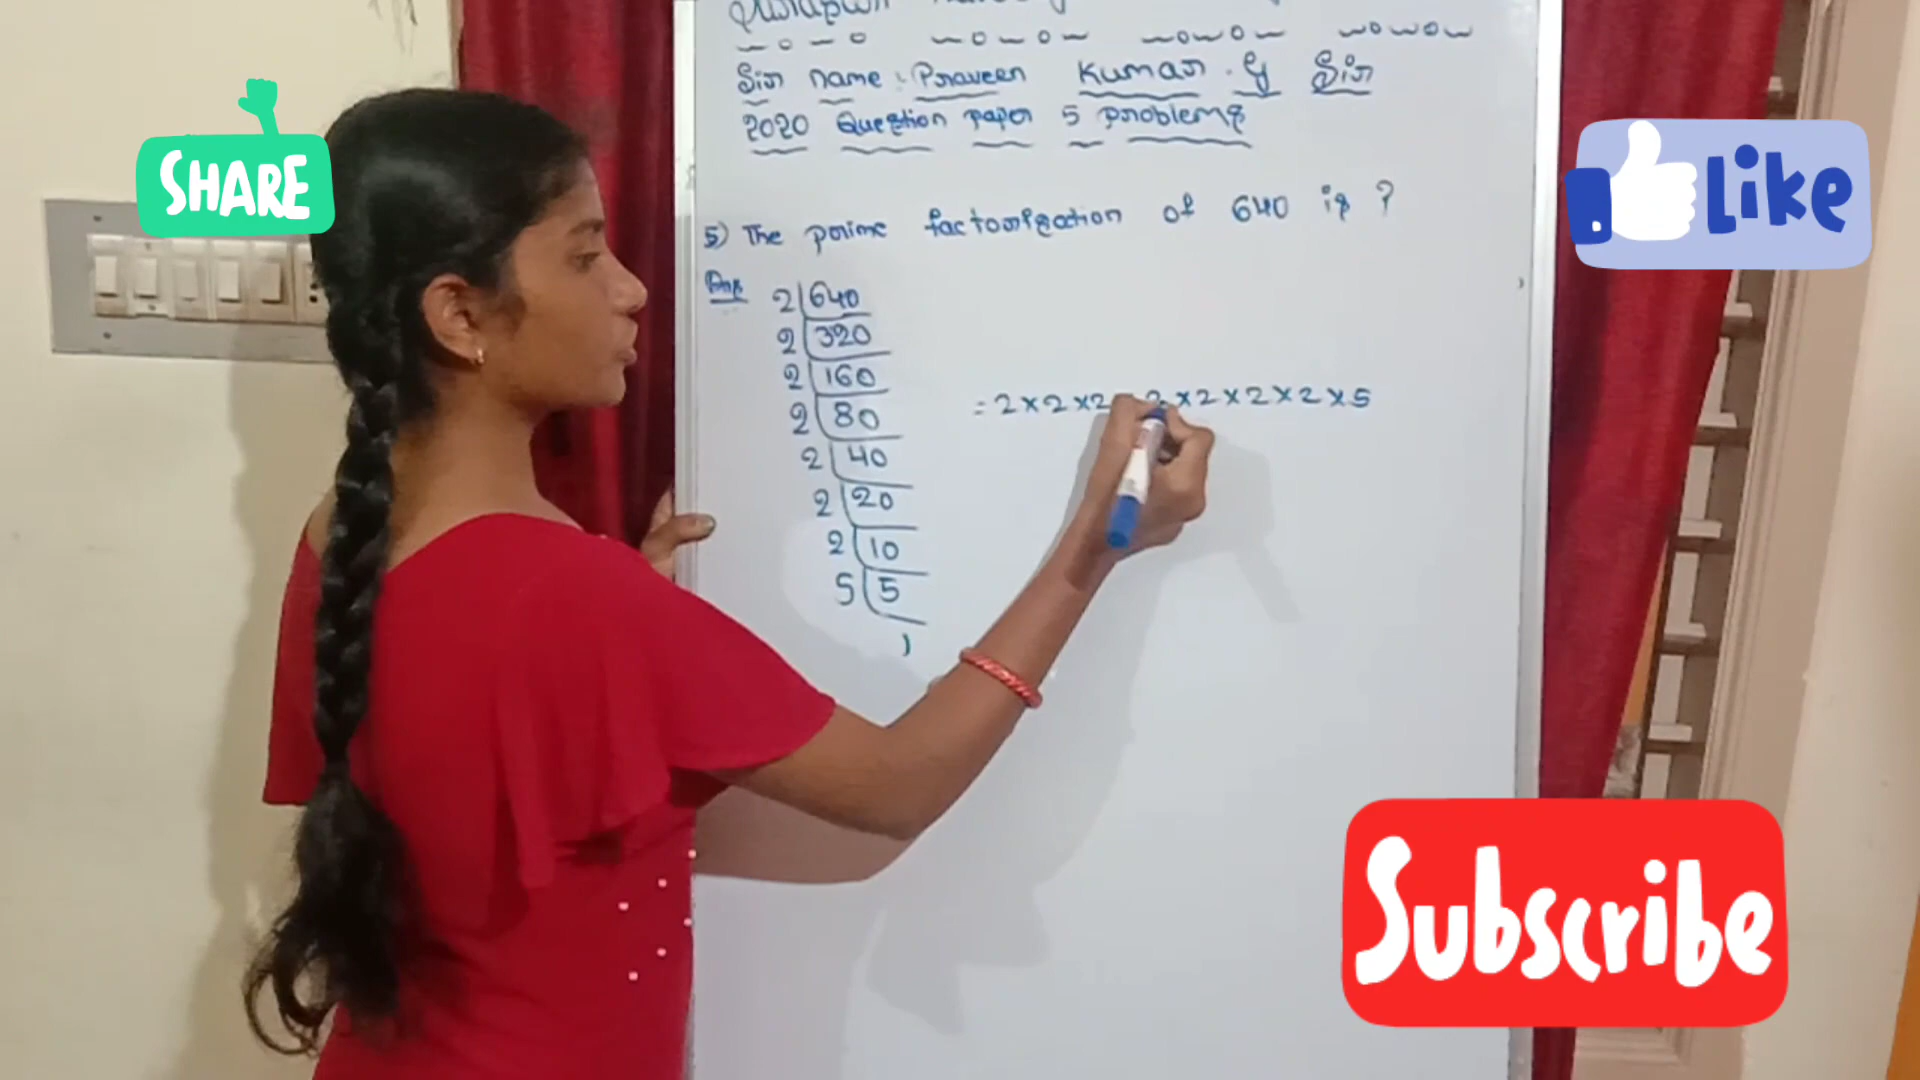 Sir name : Praveen Kumar . G Sir
2020 Question paper 5 problems
5) The prime factorization of 640 is ?
Ans
2 640
2 320
2 160
2 80
2 40
2 20
2 10
5 5
1
= 2 × 2 × 2 2 × 2 × 2 × 2 × 5
SHARE
Like
Subscribe